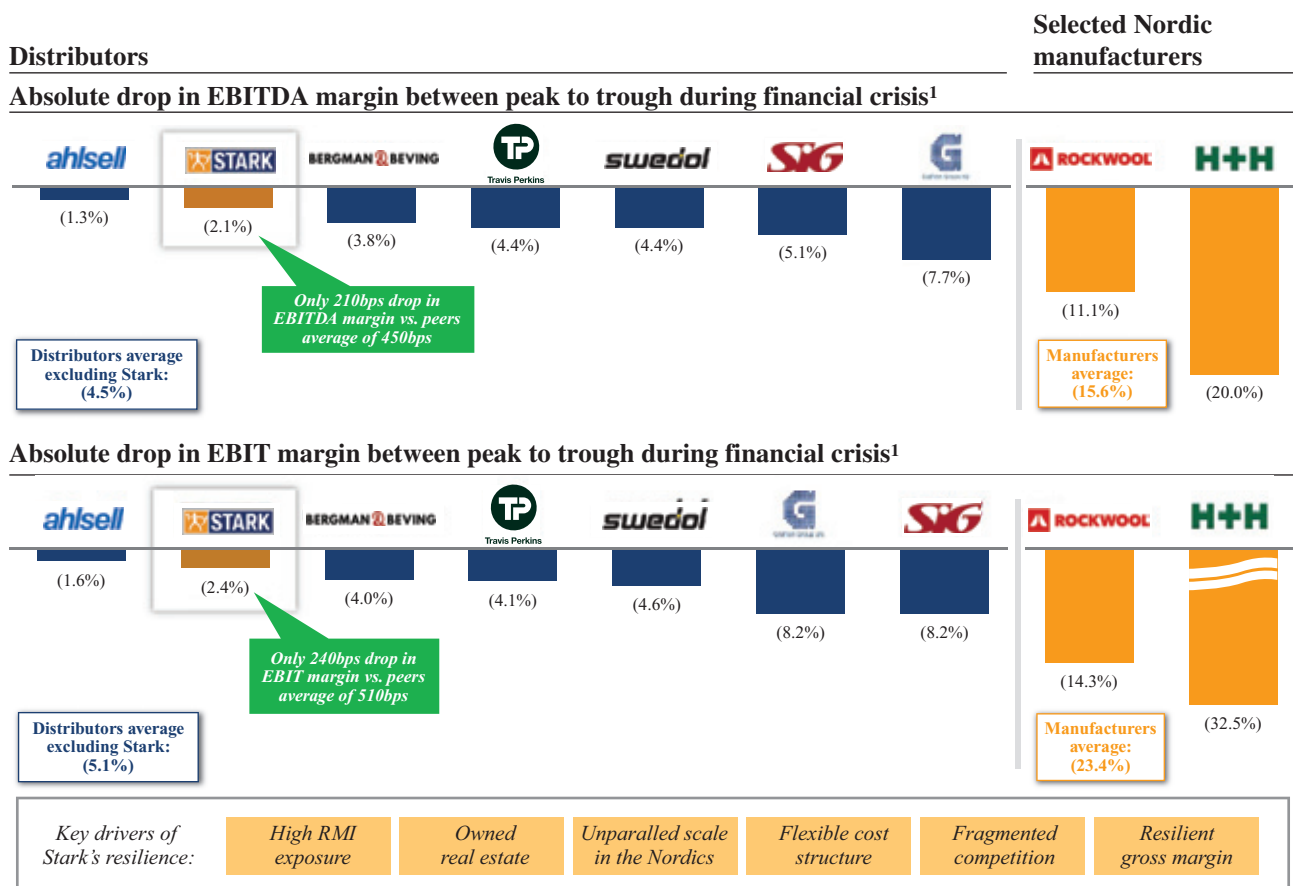 Distributors
Selected Nordic
manufacturers
Absolute drop in EBITDA margin between peak to trough during financial crisis¹
ahlsell
STARK
BERGMAN & BEVING
TP
Travis Perkins
swedol
SIG
G
ROCKWOOL
H+H
(1.3%)
(2.1%)
(3.8%)
(4.4%)
(4.4%)
(5.1%)
(7.7%)
(11.1%)
(20.0%)
Only 210bps drop in
EBITDA margin vs. peers
average of 450bps
Distributors average
excluding Stark:
(4.5%)
Manufacturers
average:
(15.6%)
Absolute drop in EBIT margin between peak to trough during financial crisis¹
ahlsell
STARK
BERGMAN & BEVING
TP
Travis Perkins
swedol
G
SIG
ROCKWOOL
H+H
(1.6%)
(2.4%)
(4.0%)
(4.1%)
(4.6%)
(8.2%)
(8.2%)
(14.3%)
(32.5%)
Only 240bps drop in
EBIT margin vs. peers
average of 510bps
Distributors average
excluding Stark:
(5.1%)
Manufacturers
average:
(23.4%)
Key drivers of
Stark's resilience:
High RMI
exposure
Owned
real estate
Unparalled scale
in the Nordics
Flexible cost
structure
Fragmented
competition
Resilient
gross margin